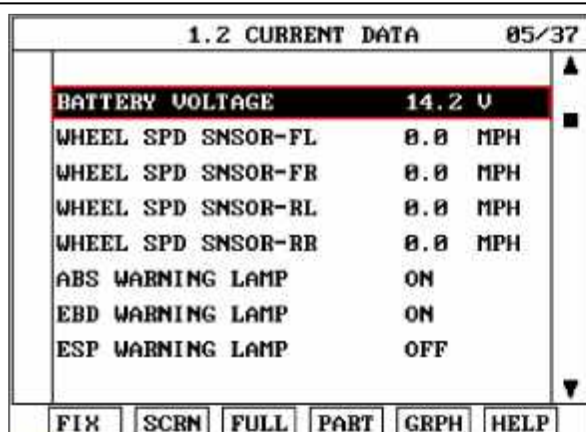 1.2 CURRENT DATA 05/37
BATTERY VOLTAGE 14.2 V
WHEEL SPD SNSOR-FL 0.0 MPH
WHEEL SPD SNSOR-FR 0.0 MPH
WHEEL SPD SNSOR-RL 0.0 MPH
WHEEL SPD SNSOR-RR 0.0 MPH
ABS WARNING LAMP ON
EBD WARNING LAMP ON
ESP WARNING LAMP OFF
FIX SCRN FULL PART GRPH HELP